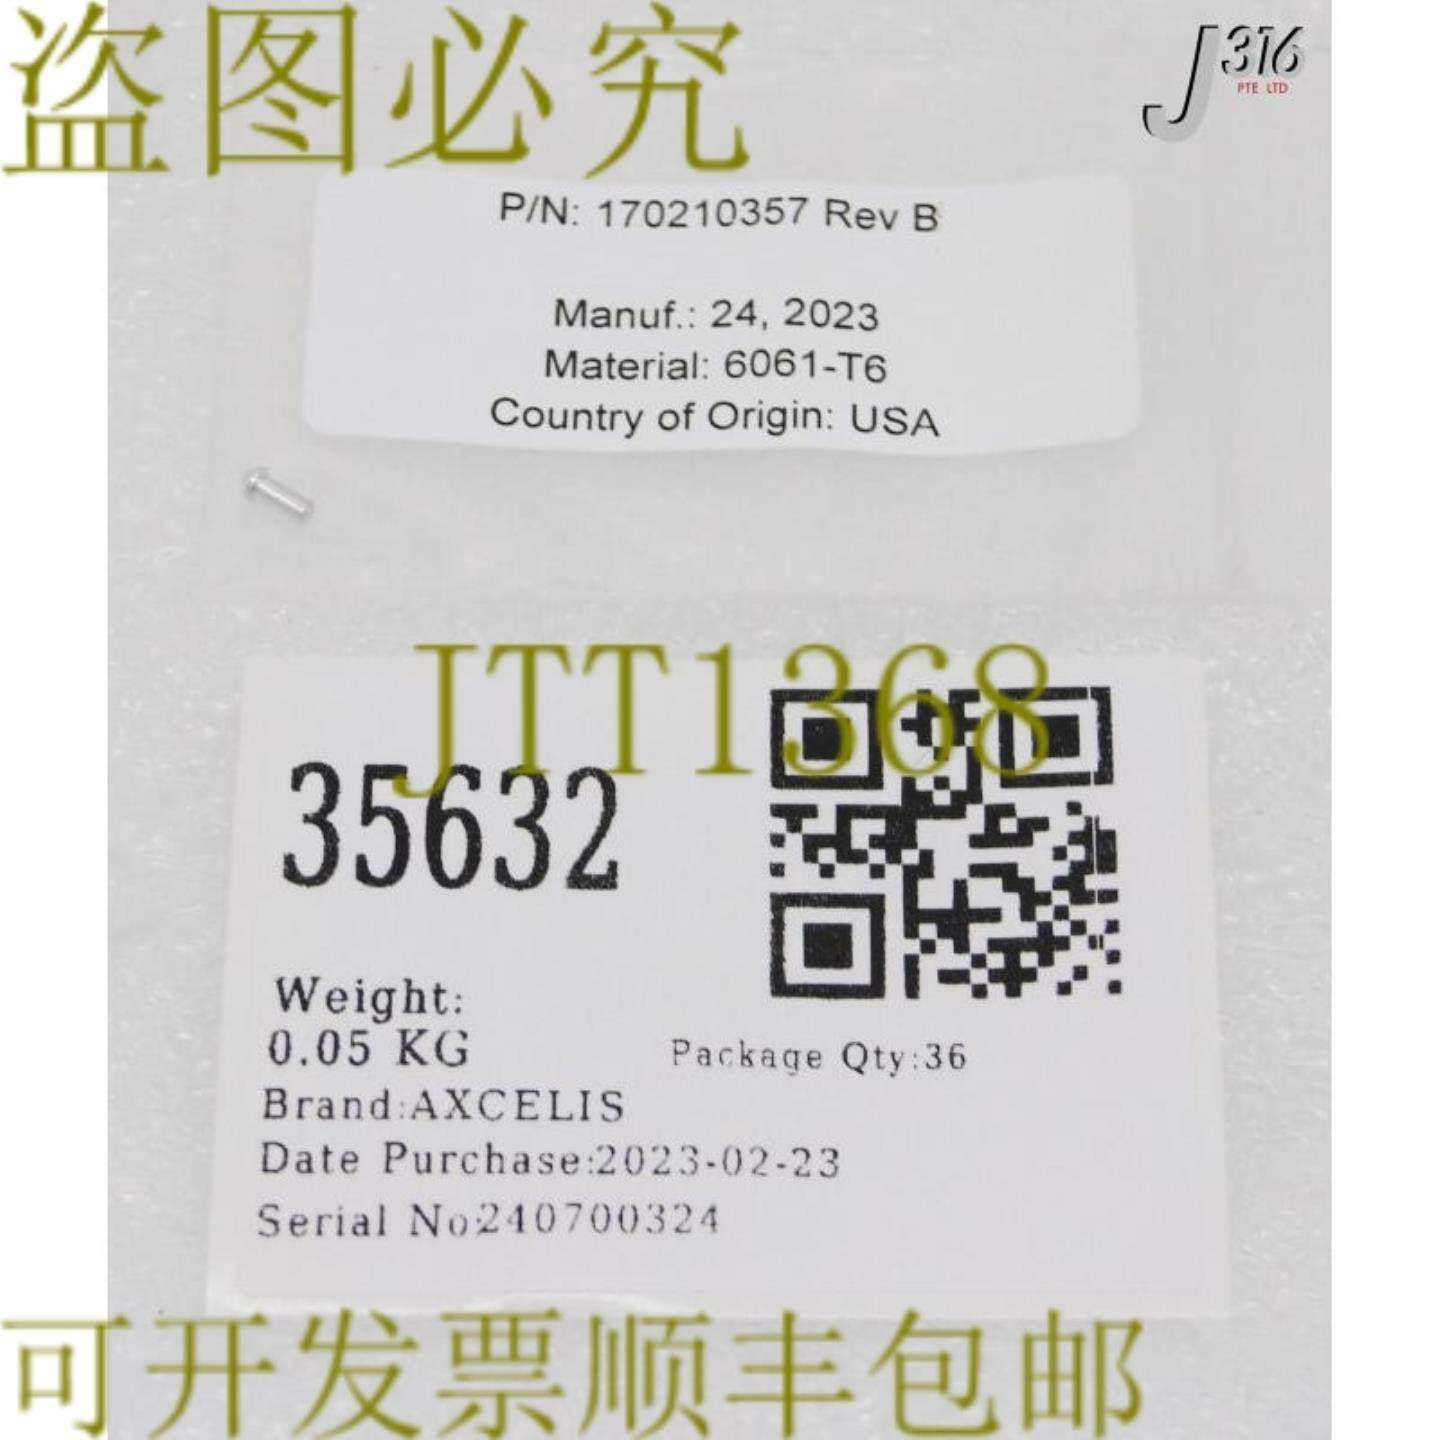 盗图必究
J316
PTE LTD
P/N: 170210357 Rev B
Manuf.: 24, 2023
Material: 6061-T6
Country of Origin: USA
JTT1368
35632
Weight:
0.05 KG
Package Qty:36
Brand:AXCELIS
Date Purchase:2023-02-23
Serial No:240700324
可开发票顺丰包邮